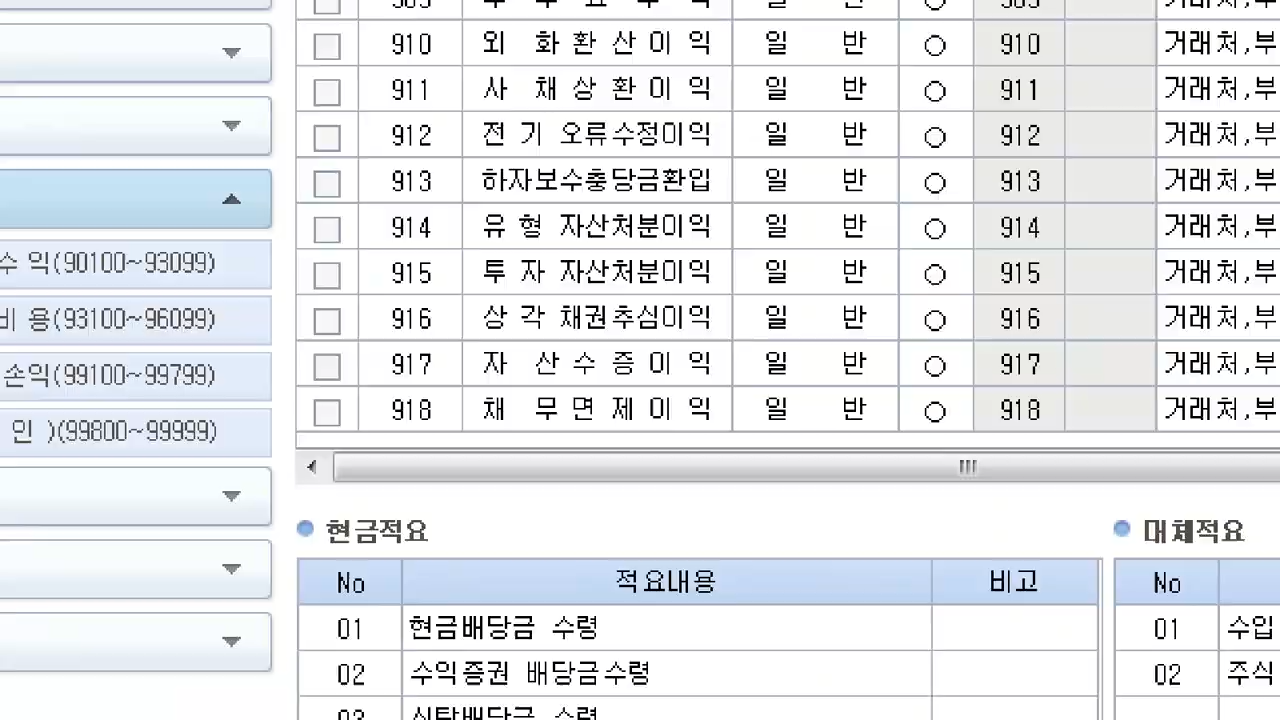 910 외 화 환 산 이 익 일 반 ○ 910 거래처,부
911 사 채 상 환 이 익 일 반 ○ 911 거래처,부
912 전 기 오류수정이익 일 반 ○ 912 거래처,부
913 하자보수충당금환입 일 반 ○ 913 거래처,부
수 익(90100~93099)
914 유 형 자산처분이익 일 반 ○ 914 거래처,부
915 투 자 자산처분이익 일 반 ○ 915 거래처,부
비 용(93100~96099)
916 상 각 채권추심이익 일 반 ○ 916 거래처,부
손익(99100~99799)
917 자 산 수 증 이 익 일 반 ○ 917 거래처,부
918 채 무 면 제 이 익 일 반 ○ 918 거래처,부
인 )(99800~99999)
현금적요
No 적요내용 비고
01 현금배당금 수령
02 수익증권 배당금수령
대체적요
No
01 수입
02 주식